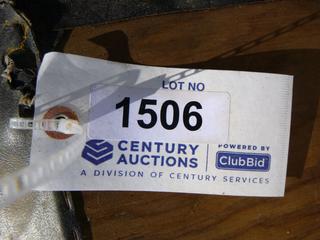 LOT NO
1506
CENTURY
AUCTIONS
POWERED BY
ClubBid
A DIVISION OF CENTURY SERVICES